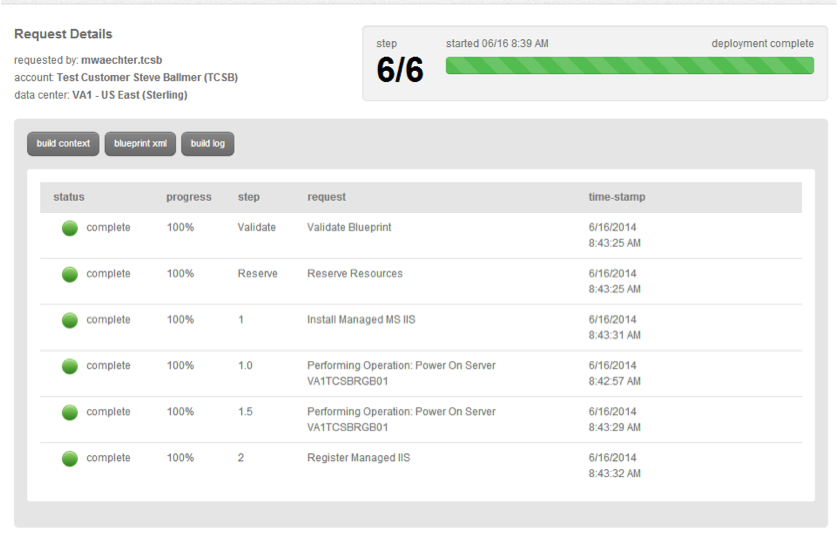 Request Details
requested by: mwaechter.tcsb
account: Test Customer Steve Ballmer (TCSB)
data center: VA1 - US East (Sterling)
step
6/6
started 06/16 8:39 AM
deployment complete
build context
blueprint xml
build log
status progress step request time-stamp
complete 100% Validate Validate Blueprint 6/16/2014
8:43:25 AM
complete 100% Reserve Reserve Resources 6/16/2014
8:43:25 AM
complete 100% 1 Install Managed MS IIS 6/16/2014
8:43:31 AM
complete 100% 1.0 Performing Operation: Power On Server 6/16/2014
VA1TCSBRGB01 8:42:57 AM
complete 100% 1.5 Performing Operation: Power On Server 6/16/2014
VA1TCSBRGB01 8:43:29 AM
complete 100% 2 Register Managed IIS 6/16/2014
8:43:32 AM